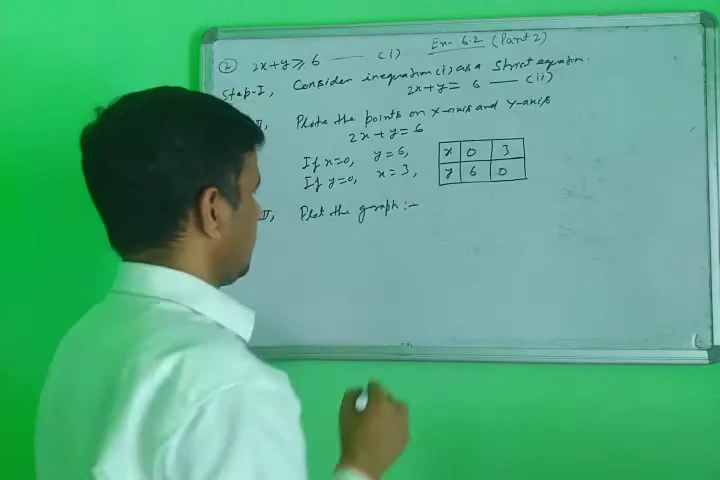 Ex- 6.2 (Part 2)
② 2x+y ≥ 6 —— (i)
Step-I, Consider inequation (i) as a strict equation.
2x+y = 6 —— (ii)
II, Plote the points on x-axis and y-axis
2x+y = 6
If x=0, y=6,
If y=0, x=3,
x 0 3
y 6 0
II, Plot the graph:-